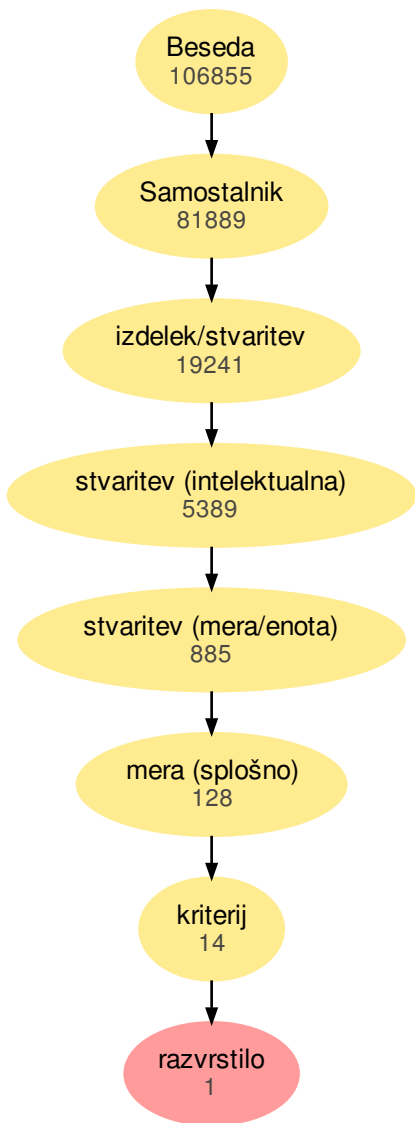 Beseda
106855
Samostalnik
81889
izdelek/stvaritev
19241
stvaritev (intelektualna)
5389
stvaritev (mera/enota)
885
mera (splošno)
128
kriterij
14
razvrstilo
1